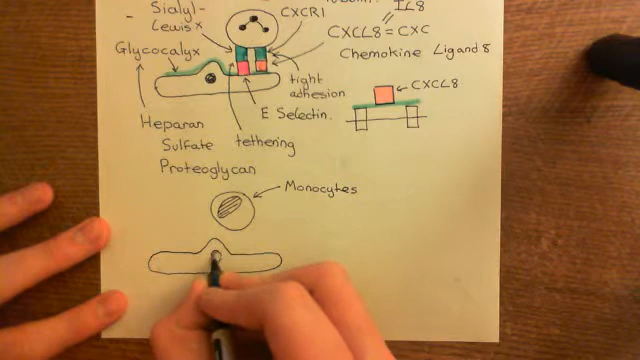 IL8
- Sialyl-
Lewis x
CXCR1
CXCL8 = CXC
Chemokine Ligand 8
Glycocalyx
tight
adhesion
CXCL8
E Selectin.
Heparan
Sulfate
tethering
Proteoglycan
Monocytes